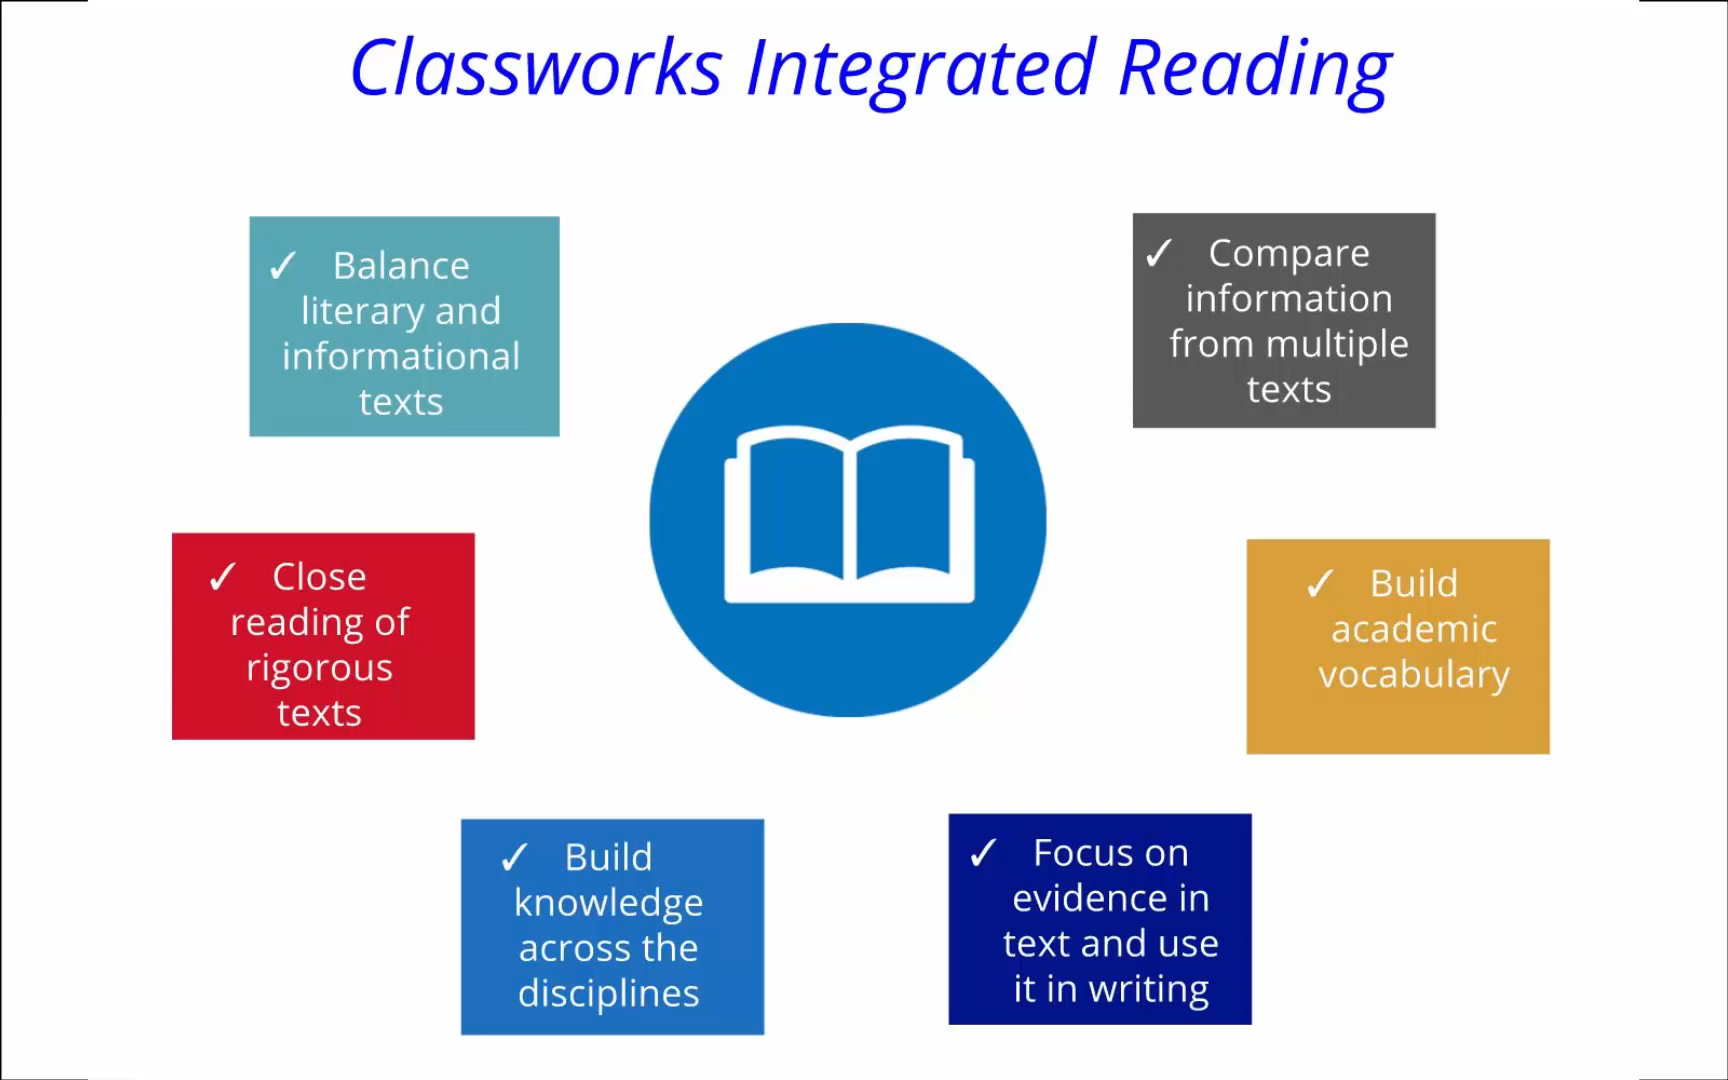 Classworks Integrated Reading
✓ Balance
literary and
informational
texts
✓ Compare
information
from multiple
texts
✓ Close
reading of
rigorous
texts
✓ Build
academic
vocabulary
✓ Build
knowledge
across the
disciplines
✓ Focus on
evidence in
text and use
it in writing